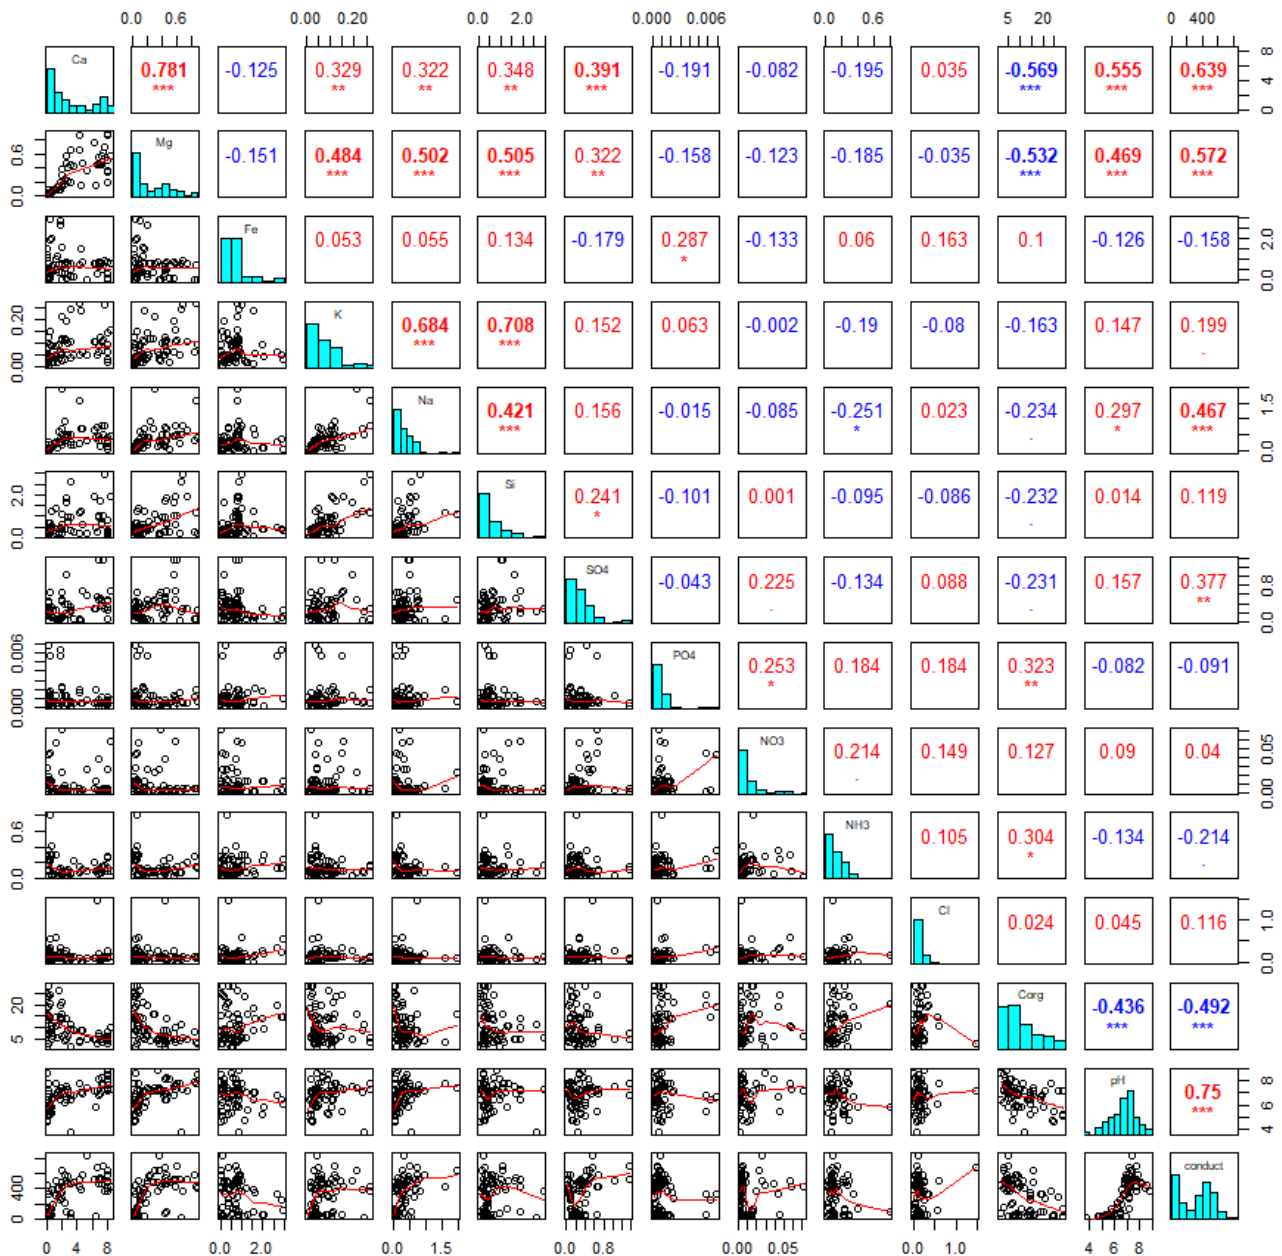 0.00 0.6 0.00 0.20 0.0 2.0 0.000 0.006 0.0 0.6 5 20 0 400
Ca 0.781 -0.125 0.329 0.322 0.348 0.391 -0.191 -0.082 -0.195 0.035 -0.569 0.555 0.639 8
*** ** ** ** *** *** *** *** 4
0
0.6 Mg -0.151 0.484 0.502 0.505 0.322 -0.158 -0.123 -0.185 -0.035 -0.532 0.469 0.572
*** *** *** ** *** *** ***
0.0
Fe 0.053 0.055 0.134 -0.179 0.287 -0.133 0.06 0.163 0.1 -0.126 -0.158 2.0
*
0.0
0.20 K 0.684 0.708 0.152 0.063 -0.002 -0.19 -0.08 -0.163 0.147 0.199
*** *** .
0.00
Na 0.421 0.156 -0.015 -0.085 -0.251 0.023 -0.234 0.297 0.467 1.5
*** * . * ***
0.0
2.0 Si 0.241 -0.101 0.001 -0.095 -0.086 -0.232 0.014 0.119
* .
0.0
SO4 -0.043 0.225 -0.134 0.088 -0.231 0.157 0.377 0.8
. . **
0.0
0.006 PO4 0.253 0.184 0.184 0.323 -0.082 -0.091
* **
0.000
NO3 0.214 0.149 0.127 0.09 0.04 0.05
.
0.00
0.6 NH3 0.105 0.304 -0.134 -0.214
* .
0.0
Cl 0.024 0.045 0.116 1.0
0.0
20 Corg -0.436 -0.492
*** ***
5
pH 0.75 8
*** 6
4
400 conduct
0
0 4 8 0.0 2.0 0.0 1.5 0.0 0.8 0.00 0.05 0.0 1.0 4 6 8